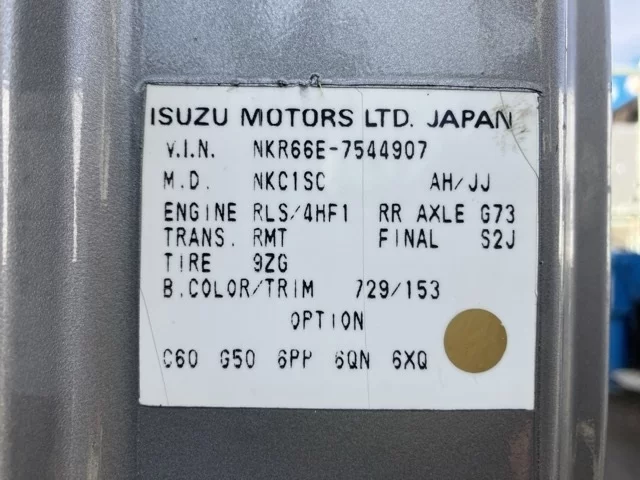 ISUZU MOTORS LTD. JAPAN
V.I.N. NKR66E-7544907
M.D. NKC1SC AH/JJ
ENGINE RLS/4HF1 RR AXLE G73
TRANS. RMT FINAL S2J
TIRE 9ZG
B.COLOR/TRIM 729/153
OPTION
C60 G50 6PP 6QN 6XQ